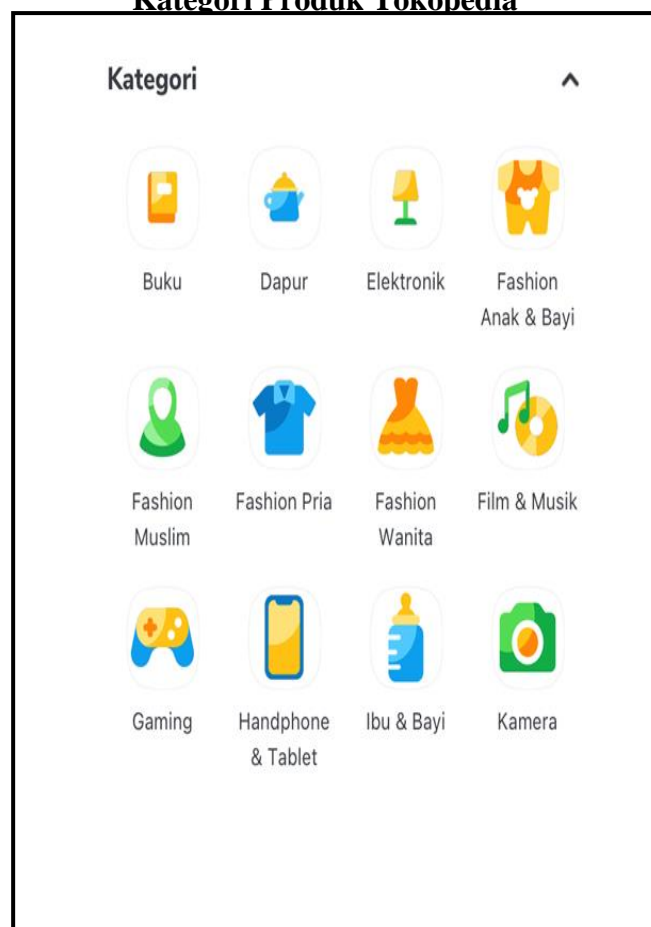 Kategori Produk Tokopedia
Kategori
Buku
Dapur
Elektronik
Fashion
Anak & Bayi
Fashion
Muslim
Fashion Pria
Fashion
Wanita
Film & Musik
Gaming
Handphone
& Tablet
Ibu & Bayi
Kamera